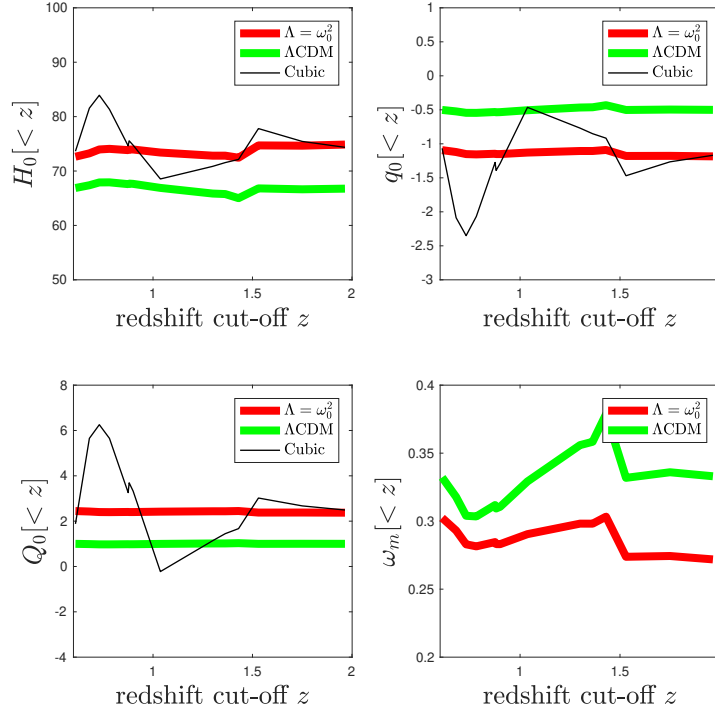 100
90
80
70
60
50
H₀[< z]
Λ = ω₀²
ΛCDM
Cubic
1
1.5
2
redshift cut-off z
1
0.5
0
-0.5
-1
-1.5
-2
-2.5
-3
q₀[< z]
Λ = ω₀²
ΛCDM
Cubic
1
1.5
redshift cut-off z
8
6
4
2
0
-2
-4
Q₀[< z]
Λ = ω₀²
ΛCDM
Cubic
1
1.5
2
redshift cut-off z
0.4
0.35
0.3
0.25
0.2
ωₘ[< z]
Λ = ω₀²
ΛCDM
1
1.5
redshift cut-off z